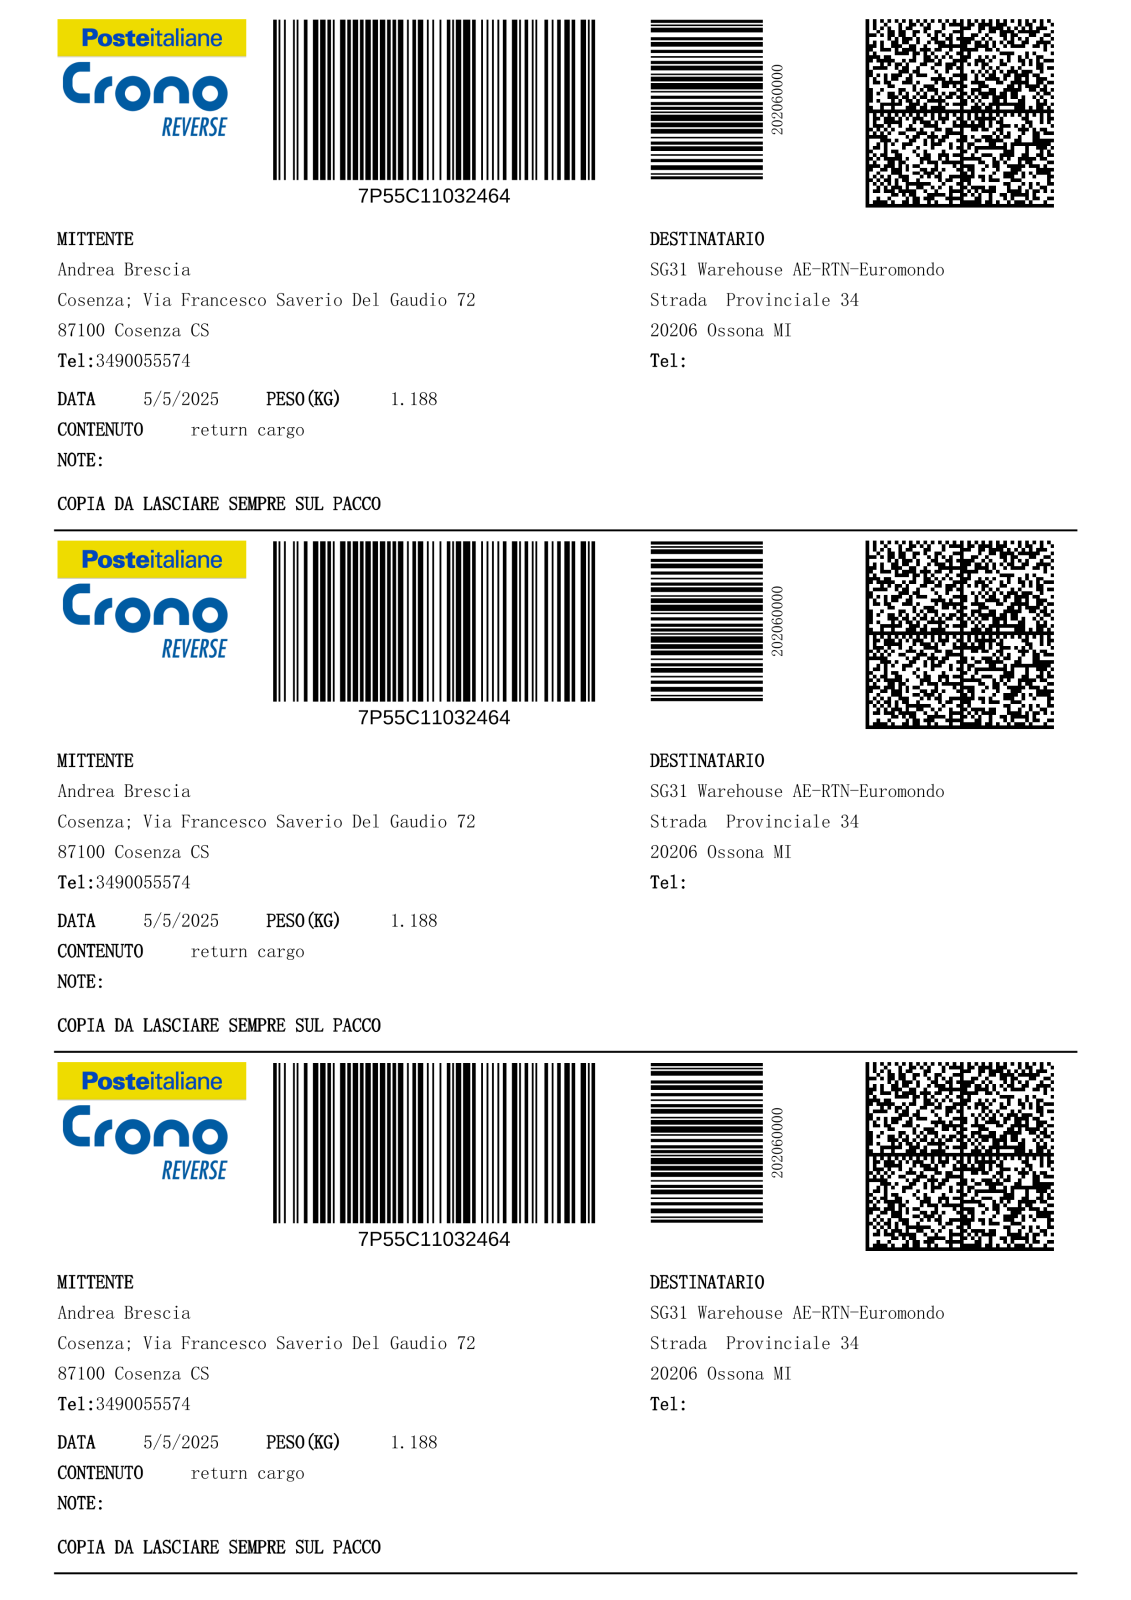 Posteitaliane
Crono
REVERSE
7P55C11032464
202060000
MITTENTE
Andrea Brescia
Cosenza; Via Francesco Saverio Del Gaudio 72
87100 Cosenza CS
Tel:3490055574
DESTINATARIO
SG31 Warehouse AE-RTN-Euromondo
Strada  Provinciale 34
20206 Ossona MI
Tel:
DATA 5/5/2025 PESO(KG) 1.188
CONTENUTO return cargo
NOTE:
COPIA DA LASCIARE SEMPRE SUL PACCO
Posteitaliane
Crono
REVERSE
7P55C11032464
202060000
MITTENTE
Andrea Brescia
Cosenza; Via Francesco Saverio Del Gaudio 72
87100 Cosenza CS
Tel:3490055574
DESTINATARIO
SG31 Warehouse AE-RTN-Euromondo
Strada  Provinciale 34
20206 Ossona MI
Tel:
DATA 5/5/2025 PESO(KG) 1.188
CONTENUTO return cargo
NOTE:
COPIA DA LASCIARE SEMPRE SUL PACCO
Posteitaliane
Crono
REVERSE
7P55C11032464
202060000
MITTENTE
Andrea Brescia
Cosenza; Via Francesco Saverio Del Gaudio 72
87100 Cosenza CS
Tel:3490055574
DESTINATARIO
SG31 Warehouse AE-RTN-Euromondo
Strada  Provinciale 34
20206 Ossona MI
Tel:
DATA 5/5/2025 PESO(KG) 1.188
CONTENUTO return cargo
NOTE:
COPIA DA LASCIARE SEMPRE SUL PACCO